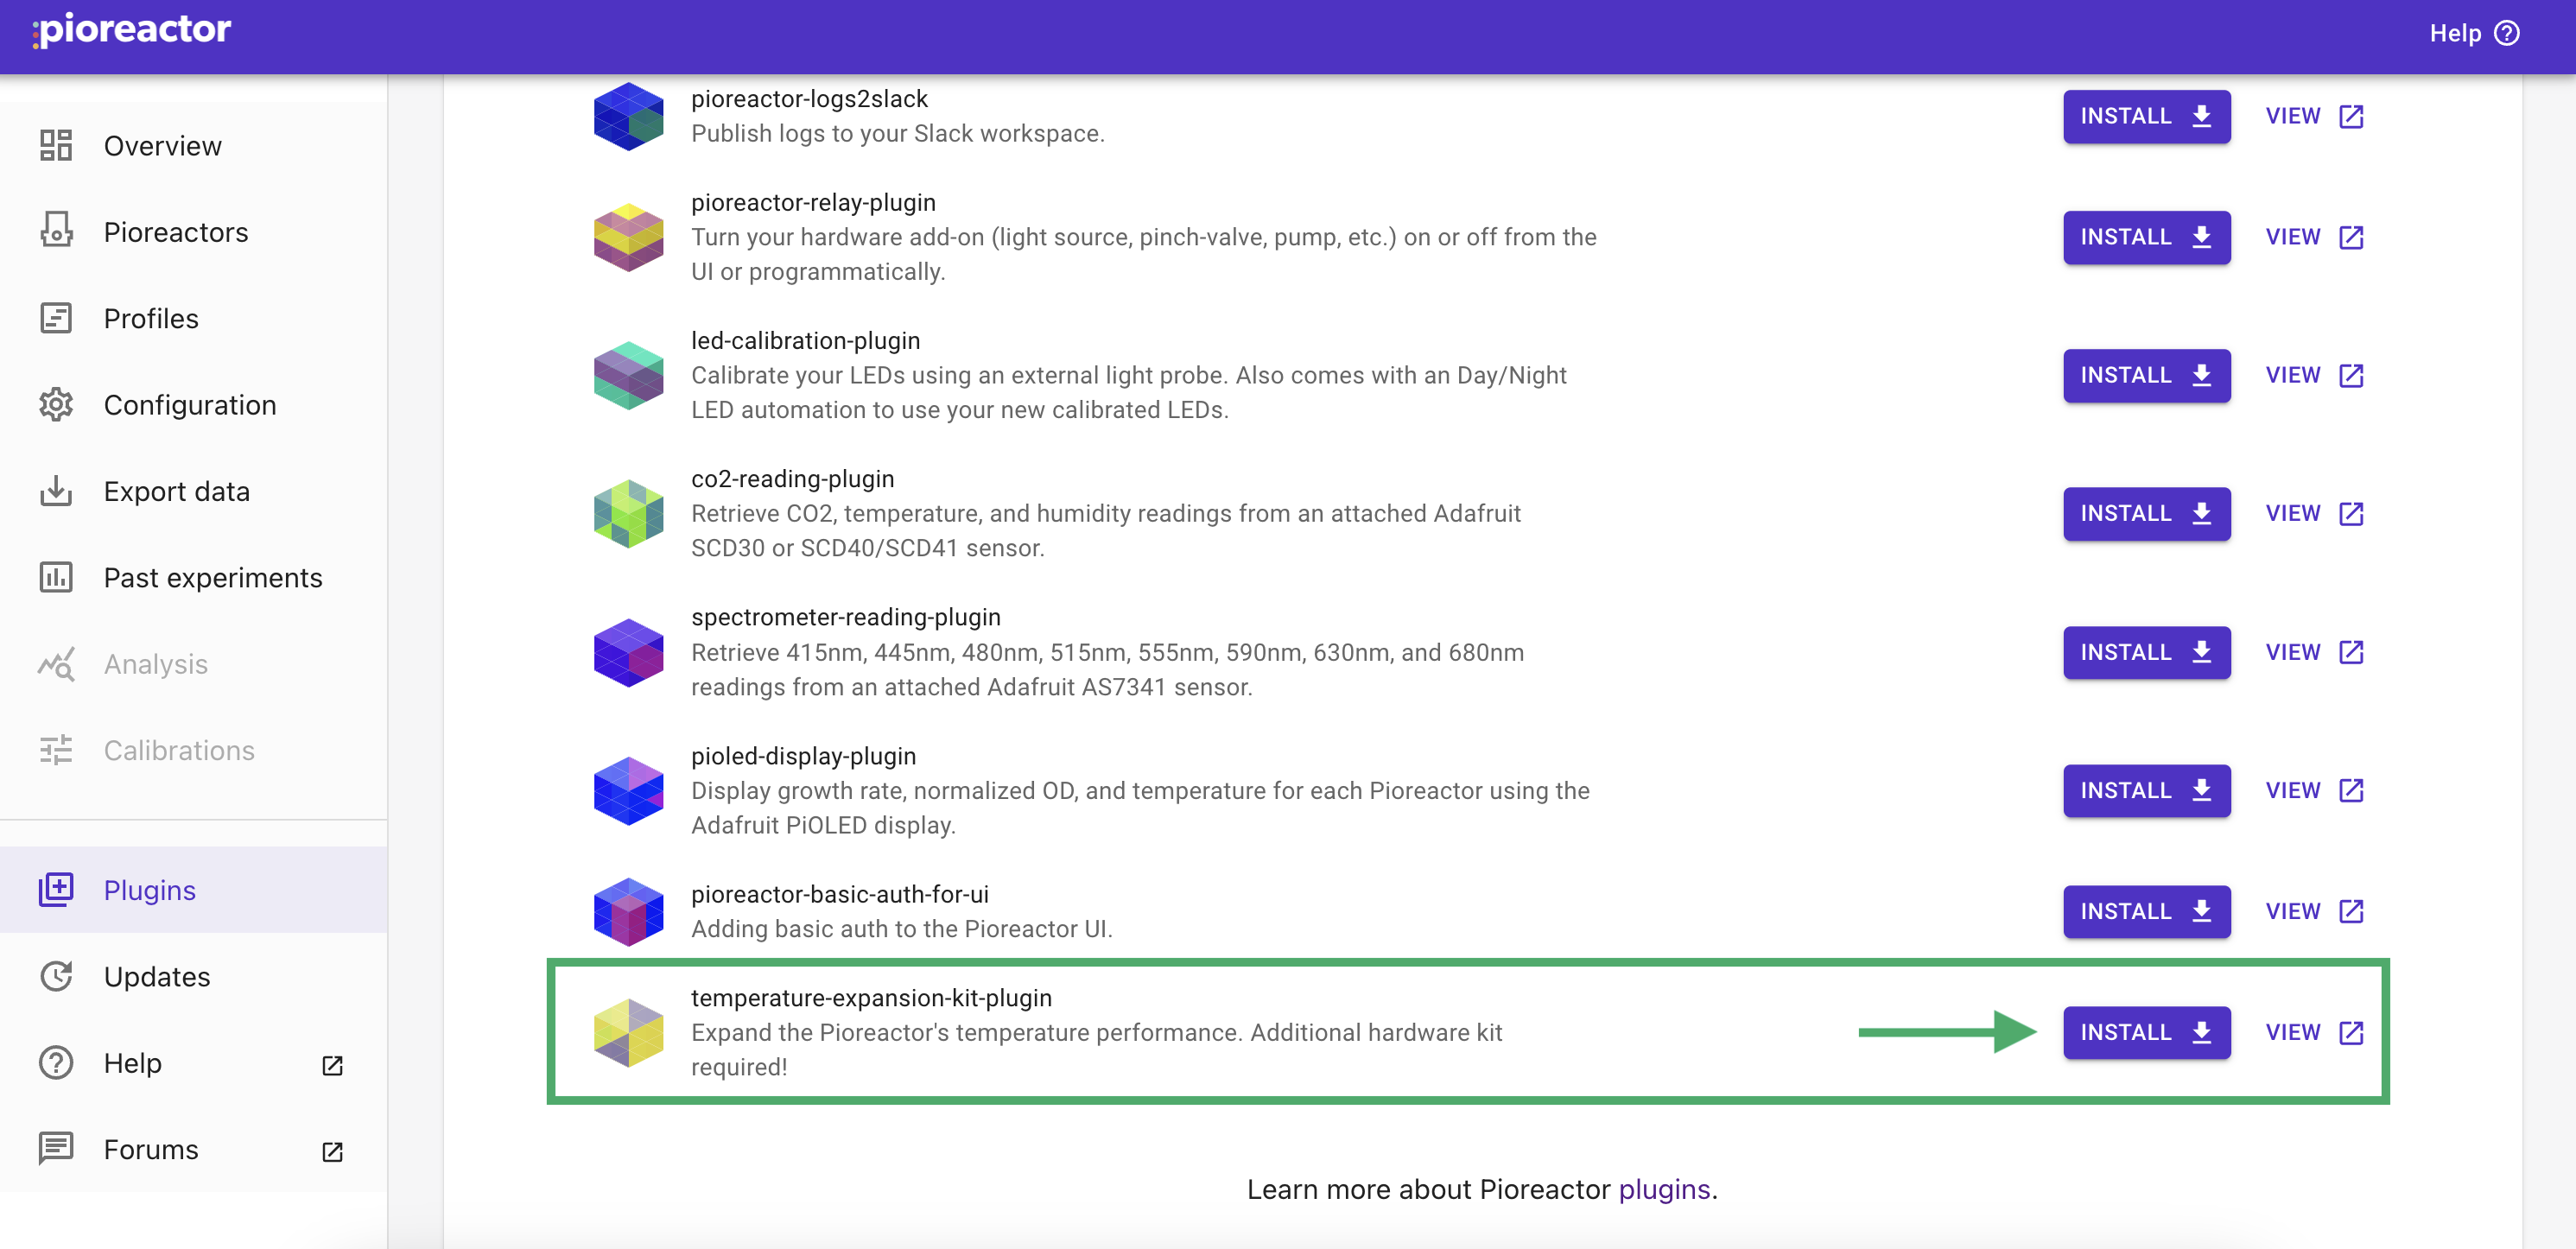 pioreactor
Help
Overview
Pioreactors
Profiles
Configuration
Export data
Past experiments
Analysis
Calibrations
Plugins
Updates
Help
Forums
pioreactor-logs2slack
Publish logs to your Slack workspace.
INSTALL VIEW
pioreactor-relay-plugin
Turn your hardware add-on (light source, pinch-valve, pump, etc.) on or off from the
UI or programmatically.
INSTALL VIEW
led-calibration-plugin
Calibrate your LEDs using an external light probe. Also comes with an Day/Night
LED automation to use your new calibrated LEDs.
INSTALL VIEW
co2-reading-plugin
Retrieve CO2, temperature, and humidity readings from an attached Adafruit
SCD30 or SCD40/SCD41 sensor.
INSTALL VIEW
spectrometer-reading-plugin
Retrieve 415nm, 445nm, 480nm, 515nm, 555nm, 590nm, 630nm, and 680nm
readings from an attached Adafruit AS7341 sensor.
INSTALL VIEW
pioled-display-plugin
Display growth rate, normalized OD, and temperature for each Pioreactor using the
Adafruit PiOLED display.
INSTALL VIEW
pioreactor-basic-auth-for-ui
Adding basic auth to the Pioreactor UI.
INSTALL VIEW
temperature-expansion-kit-plugin
Expand the Pioreactor's temperature performance. Additional hardware kit
required!
INSTALL VIEW
Learn more about Pioreactor plugins.